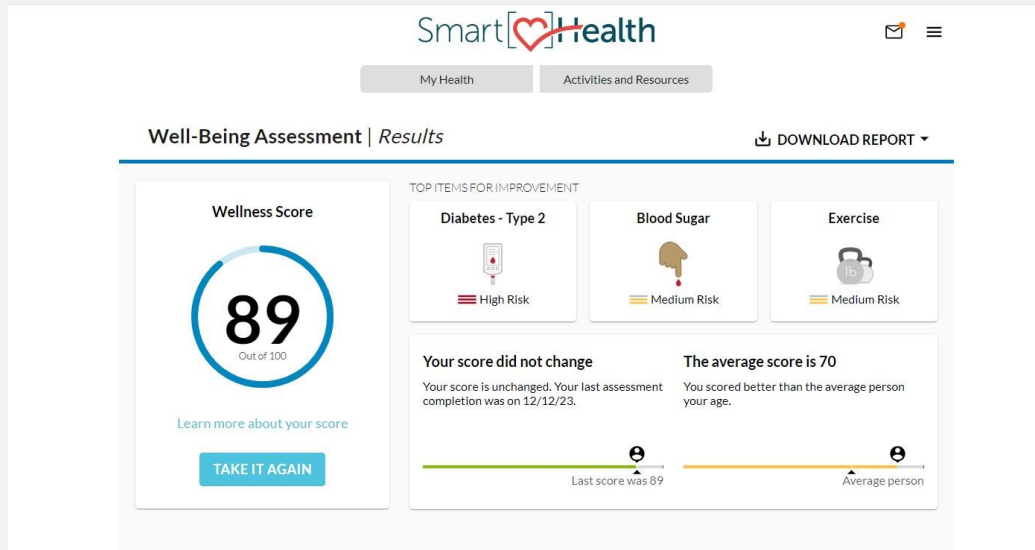 Smart Health
My Health
Activities and Resources
Well-Being Assessment | Results
DOWNLOAD REPORT
Wellness Score
89
Out of 100
Learn more about your score
TAKE IT AGAIN
TOP ITEMS FOR IMPROVEMENT
Diabetes - Type 2
High Risk
Blood Sugar
Medium Risk
Exercise
lb
Medium Risk
Your score did not change
Your score is unchanged. Your last assessment
completion was on 12/12/23.
Last score was 89
The average score is 70
You scored better than the average person
your age.
Average person